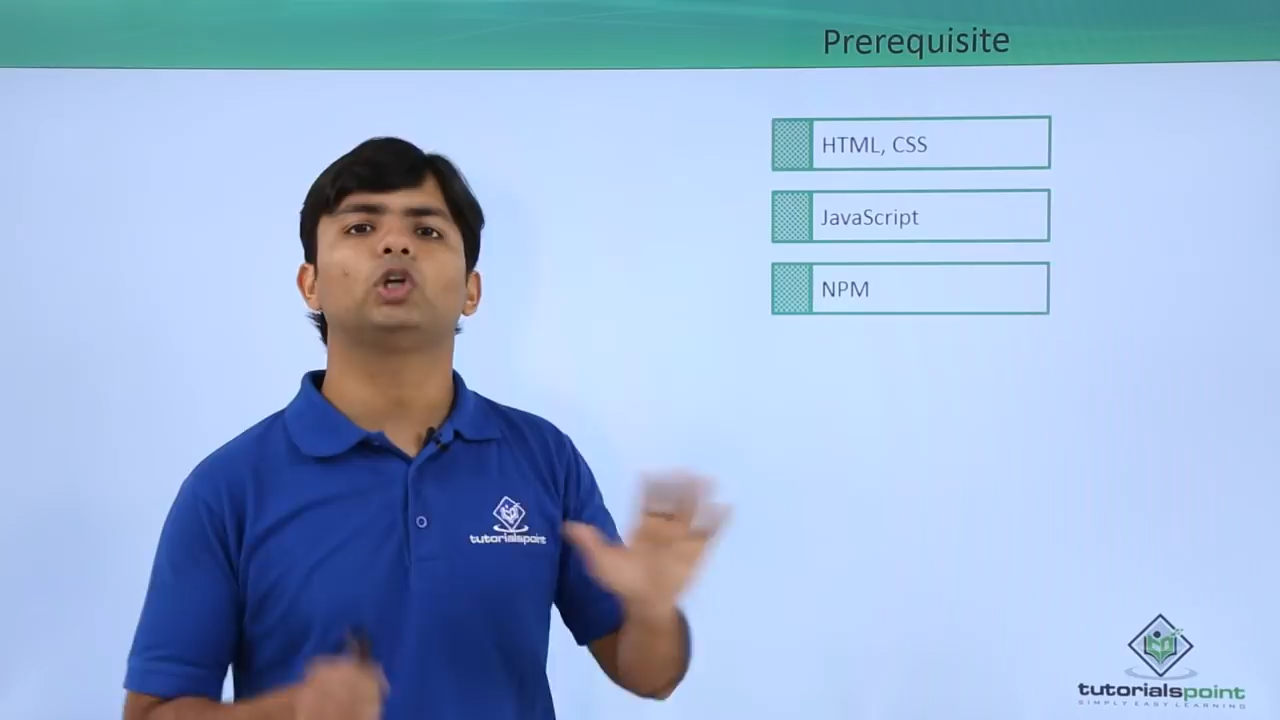 Prerequisite
HTML, CSS
JavaScript
NPM
tutorialspoint
tutorialspoint
SIMPLY EASY LEARNING